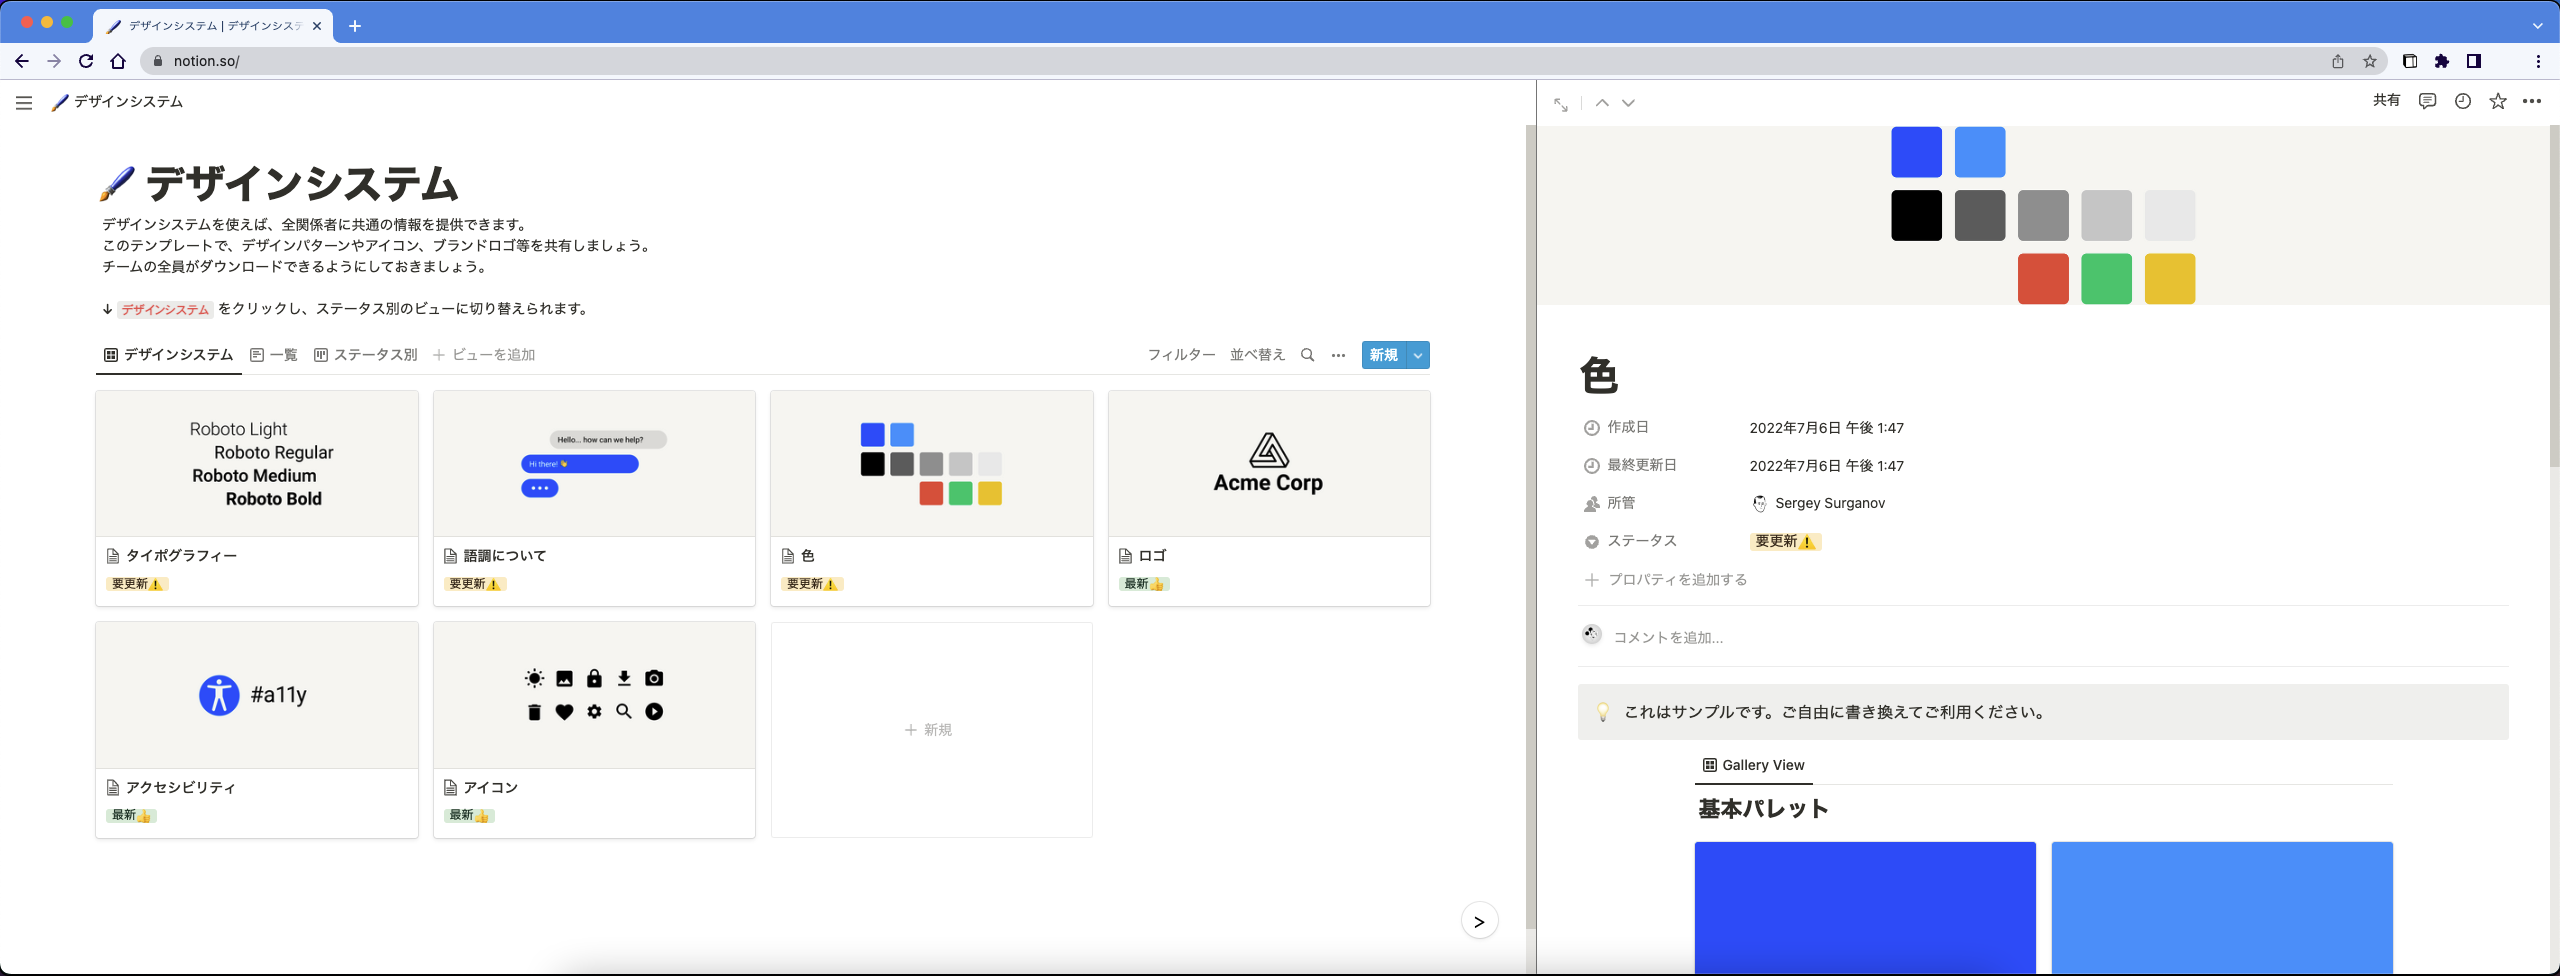 デザインシステム | デザインシステ
notion.so/
デザインシステム
デザインシステム
デザインシステムを使えば、全関係者に共通の情報を提供できます。
このテンプレートで、デザインパターンやアイコン、ブランドロゴ等を共有しましょう。
チームの全員がダウンロードできるようにしておきましょう。
↓ デザインシステム をクリックし、ステータス別のビューに切り替えられます。
デザインシステム 一覧 ステータス別 + ビューを追加 フィルター 並べ替え 新規
Roboto Light
Roboto Regular
Roboto Medium
Roboto Bold
タイポグラフィー
要更新⚠️
Hello... how can we help?
Hi there! 👋
語調について
要更新⚠️
色
要更新⚠️
Acme Corp
ロゴ
最新👍
#a11y
アクセシビリティ
最新👍
アイコン
最新👍
+ 新規
>
共有
色
作成日 2022年7月6日 午後 1:47
最終更新日 2022年7月6日 午後 1:47
所管 Sergey Surganov
ステータス 要更新⚠️
+ プロパティを追加する
コメントを追加...
💡 これはサンプルです。ご自由に書き換えてご利用ください。
Gallery View
基本パレット